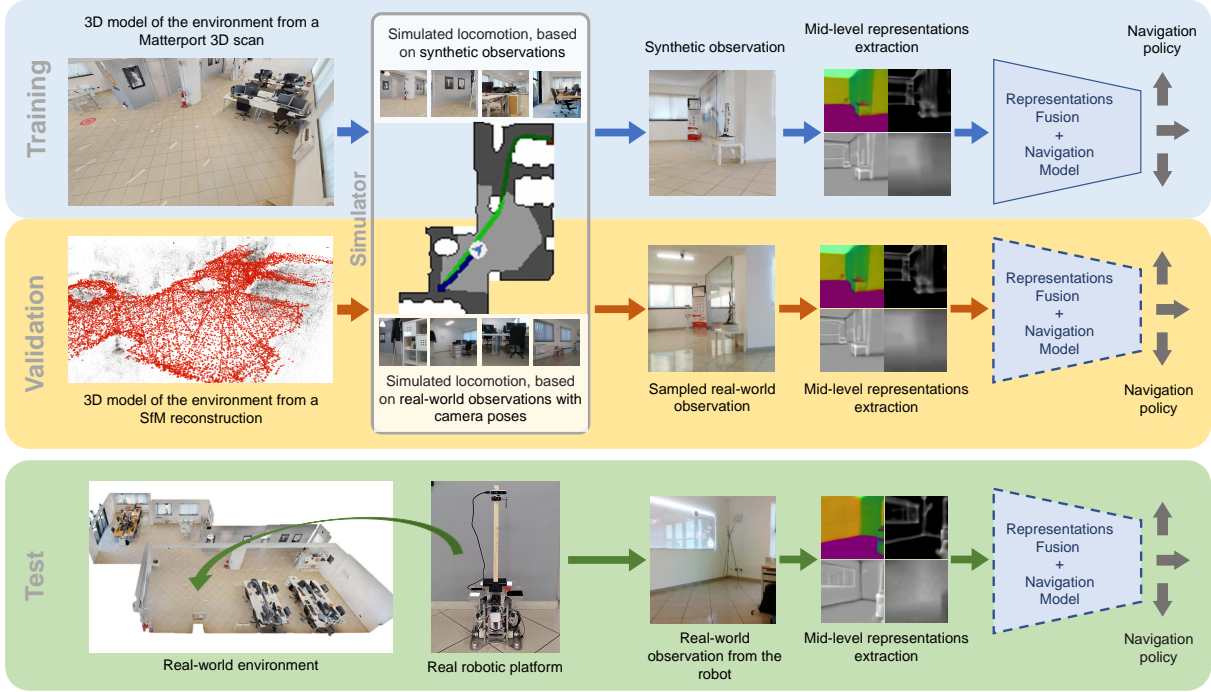 Training
3D model of the environment from a
Matterport 3D scan
Simulator
Simulated locomotion, based
on synthetic observations
Synthetic observation
Mid-level representations
extraction
Representations
Fusion
+
Navigation
Model
Navigation
policy
Validation
3D model of the environment from a
SfM reconstruction
Simulated locomotion, based
on real-world observations with
camera poses
Sampled real-world
observation
Mid-level representations
extraction
Representations
Fusion
+
Navigation
Model
Navigation
policy
Test
Real-world environment
Real robotic platform
Real-world
observation from the
robot
Mid-level representations
extraction
Representations
Fusion
+
Navigation
Model
Navigation
policy